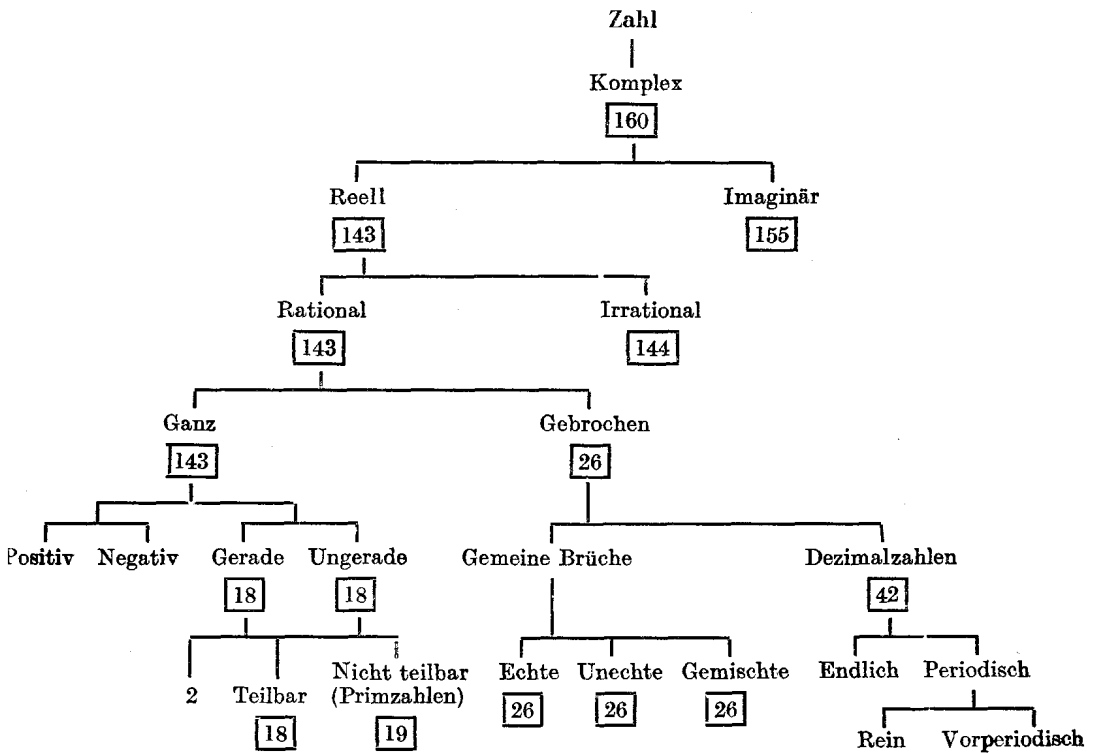 Zahl
Komplex
160
Reell Imaginär
143 155
Rational Irrational
143 144
Ganz Gebrochen
143 26
Positiv Negativ Gerade Ungerade Gemeine Brüche Dezimalzahlen
18 18 42
2 Teilbar Nicht teilbar Echte Unechte Gemischte Endlich Periodisch
(Primzahlen)
18 19 26 26 26
Rein Vorperiodisch